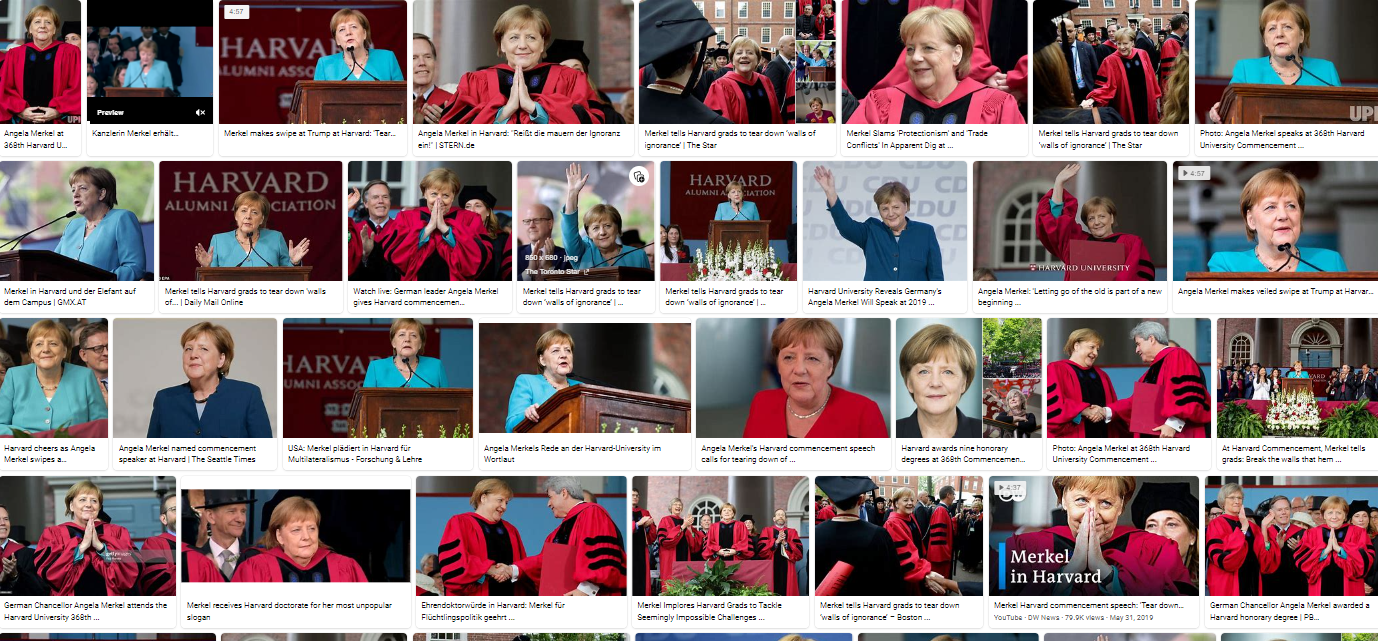 4:57
UPI
Preview
HARVA
ALUMNI ASSO
UPI
Angela Merkel at
368th Harvard U...
Kanzlerin Merkel erhält...
Merkel makes swipe at Trump at Harvard: 'Tear...
Angela Merkel in Harvard: "Reißt die mauern der Ignoranz
ein!" | STERN.de
Merkel tells Harvard grads to tear down 'walls of
ignorance' | The Star
Merkel Slams 'Protectionism' and 'Trade
Conflicts' In Apparent Dig at ...
Merkel tells Harvard grads to tear down
'walls of ignorance' | The Star
Photo: Angela Merkel speaks at 368th Harvard
University Commencement ...
HARVARD
ALUMNI ASSOCIATION
850 x 680 · jpeg
The Toronto Star
HARVARD
ALUMNI ASSOCIATION
CDU
CDU
HARVARD UNIVERSITY
4:57
Merkel in Harvard und der Elefant auf
dem Campus | GMX.AT
Merkel tells Harvard grads to tear down 'walls
of... | Daily Mail Online
Watch live: German leader Angela Merkel
gives Harvard commencemen...
Merkel tells Harvard grads to tear
down 'walls of ignorance' | ...
Merkel tells Harvard grads to tear
down 'walls of ignorance' | ...
Harvard University Reveals Germany's
Angela Merkel Will Speak at 2019 ...
Angela Merkel: 'Letting go of the old is part of a new
beginning ...
Angela Merkel makes veiled swipe at Trump at Harvar...
HARVA
UMNI ASSOC
Harvard cheers as Angela
Merkel swipes a...
Angela Merkel named commencement
speaker at Harvard | The Seattle Times
USA: Merkel plädiert in Harvard für
Multilateralismus - Forschung & Lehre
Angela Merkels Rede an der Harvard-University im
Wortlaut
Angela Merkel's Harvard commencement speech
calls for tearing down of ...
Harvard awards nine honorary
degrees at 368th Commencemen...
Photo: Angela Merkel at 368th Harvard
University Commencement ...
At Harvard Commencement, Merkel tells
grads: Break the walls that hem ...
4:37
Merkel
in Harvard
German Chancellor Angela Merkel attends the
Harvard University 368th ...
Merkel receives Harvard doctorate for her most unpopular
slogan
Ehrendoktorwürde in Harvard: Merkel für
Flüchtlingspolitik geehrt ...
Merkel Implores Harvard Grads to Tackle
Seemingly Impossible Challenges ...
Merkel tells Harvard grads to tear down
'walls of ignorance' – Boston ...
Merkel Harvard commencement speech: 'Tear down...
YouTube · DW News · 79.9K views · May 31, 2019
German Chancellor Angela Merkel awarded a
Harvard honorary degree | PB...